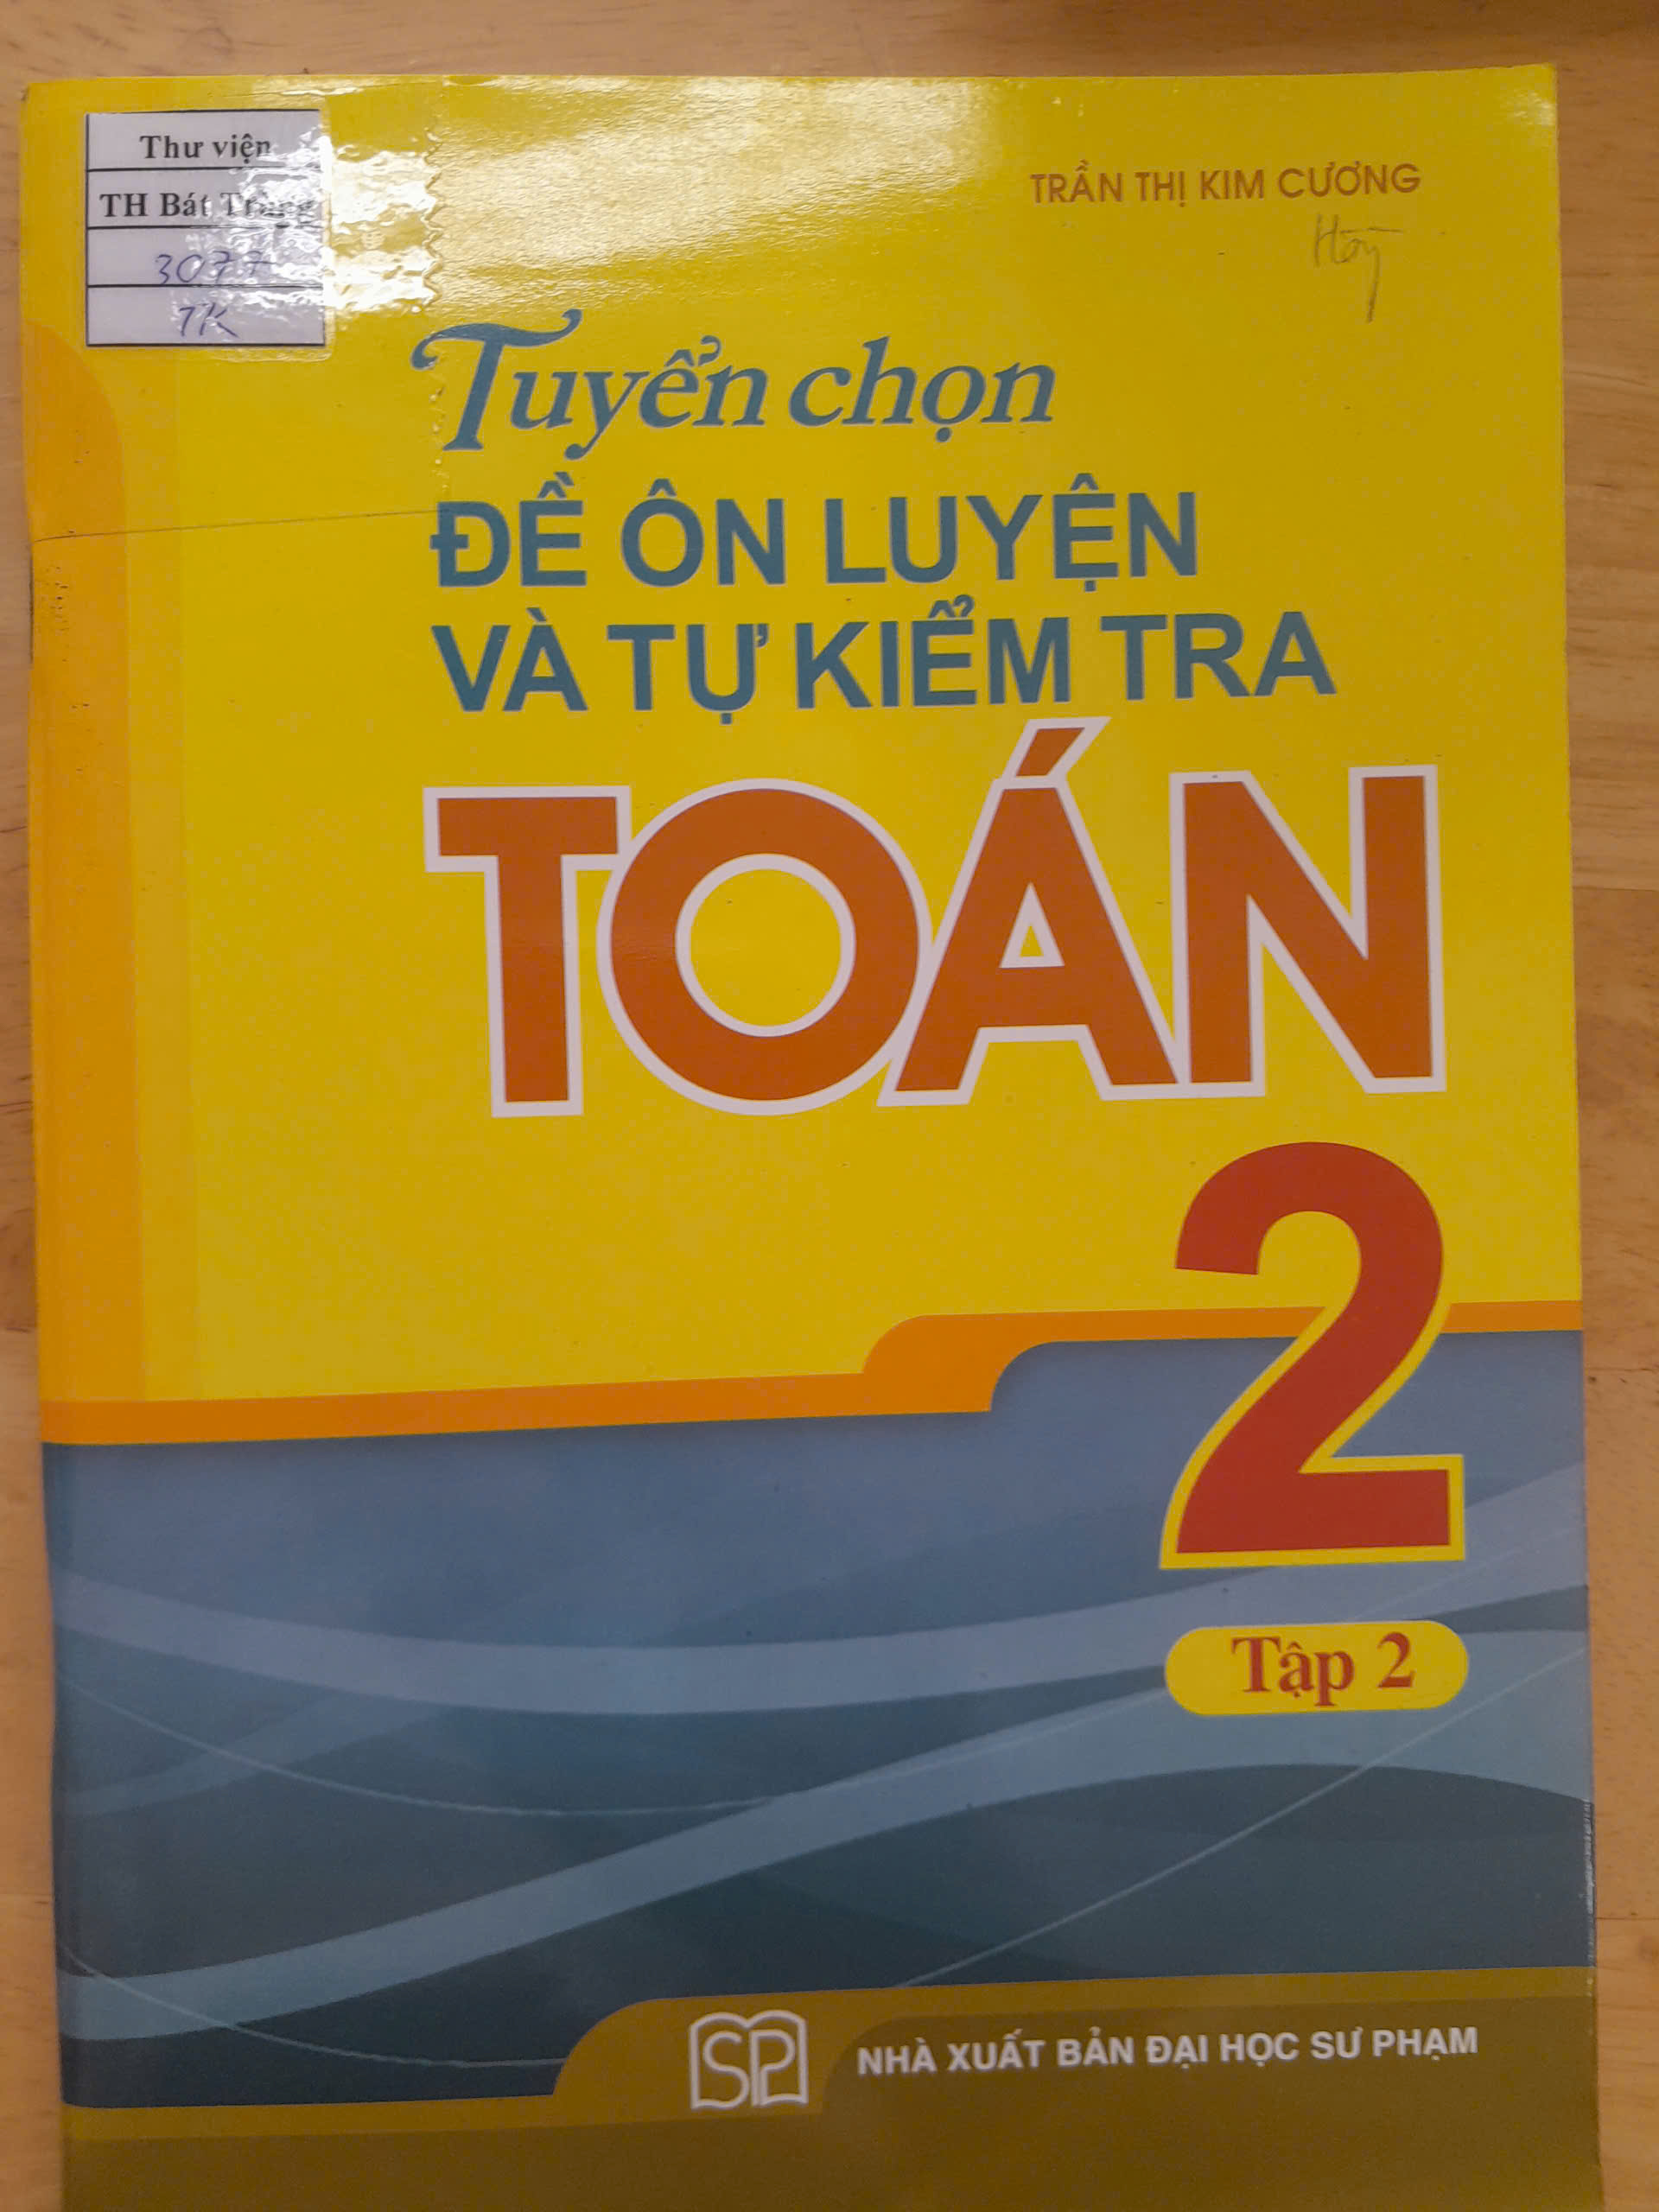 Thư viện
TH Bát Tràng
3077
TK
TRẦN THỊ KIM CƯƠNG
Tuyển chọn
ĐỀ ÔN LUYỆN
VÀ TỰ KIỂM TRA
TOÁN
2
Tập 2
SP
NHÀ XUẤT BẢN ĐẠI HỌC SƯ PHẠM